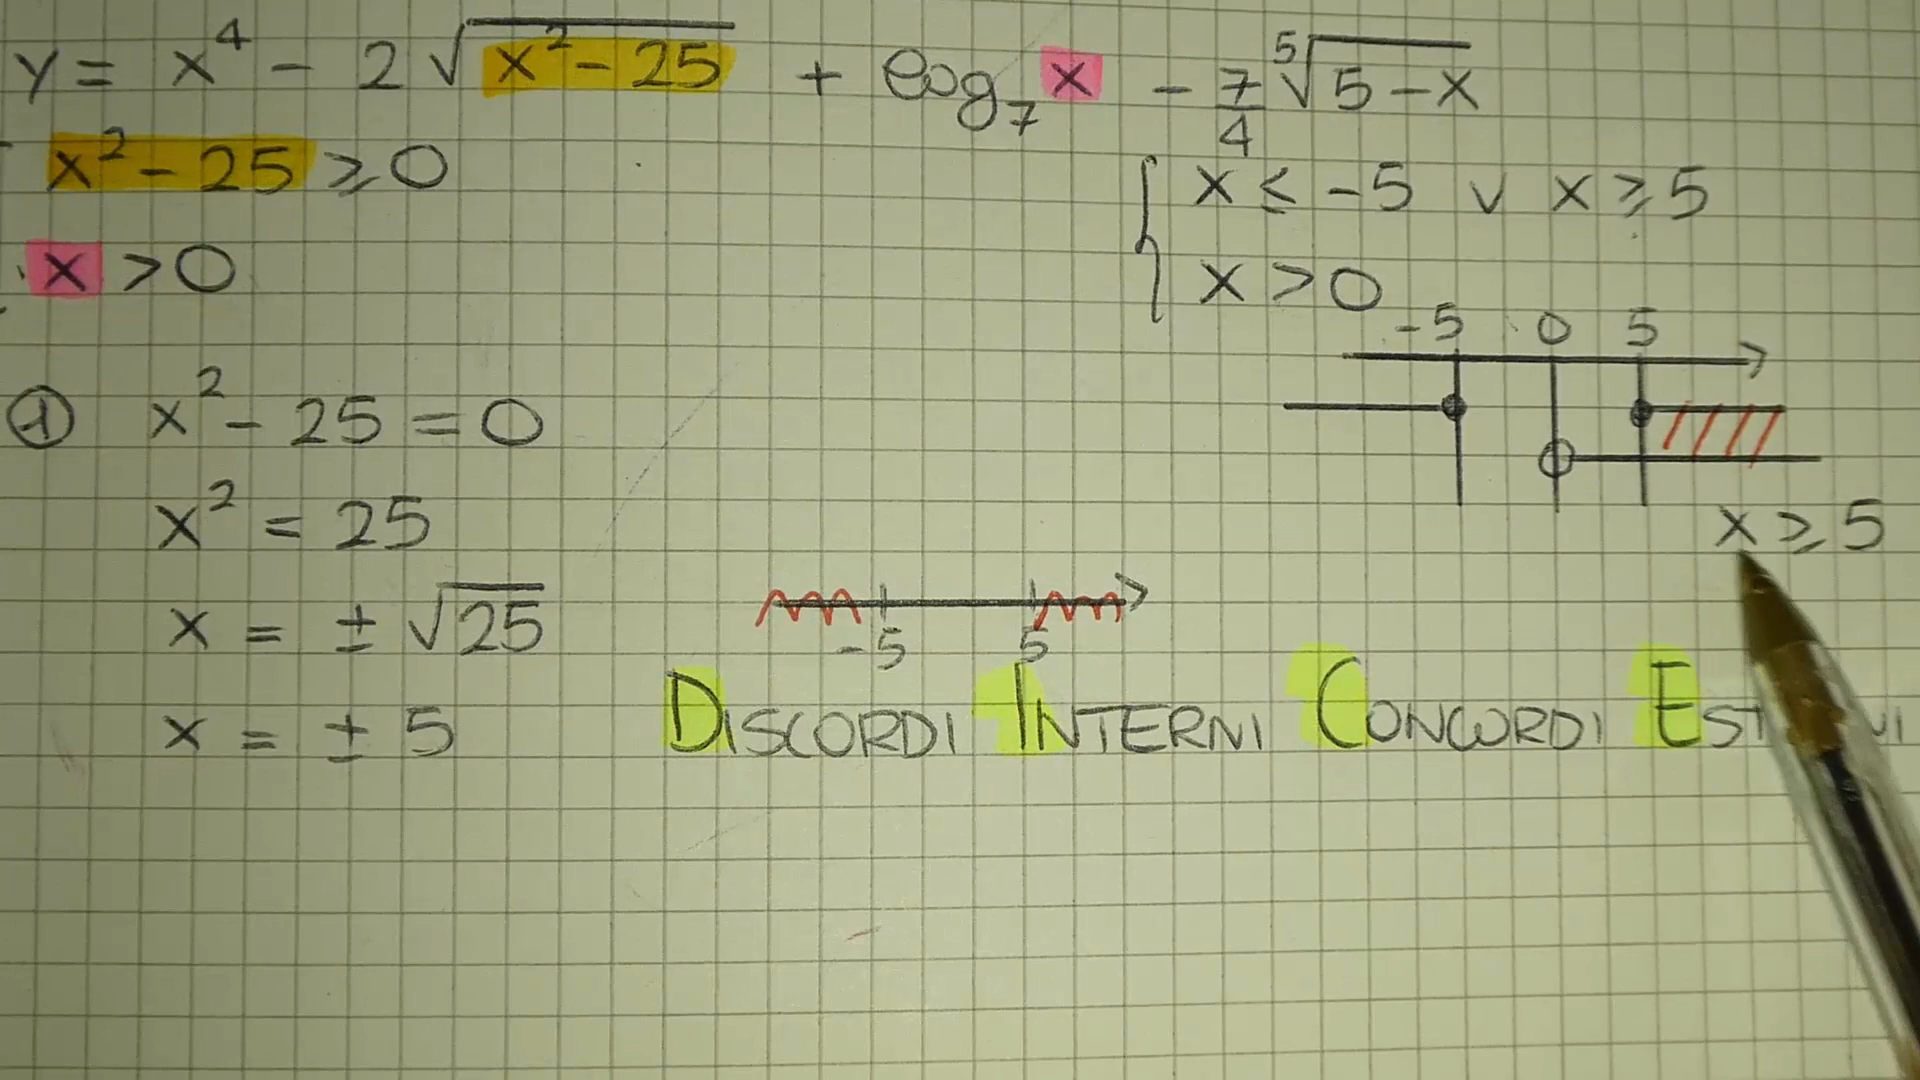 y = x⁴ - 2√(x² - 25) + log₇ x - 7/4 ⁵√(5 - x)
x² - 25 ≥ 0
x > 0
{ x ≤ -5 ∨ x ≥ 5
x > 0
-5 0 5
x ≥ 5
① x² - 25 = 0
x² = 25
x = ± √25
x = ± 5
-5 5
DISCORDI INTERNI CONCORDI